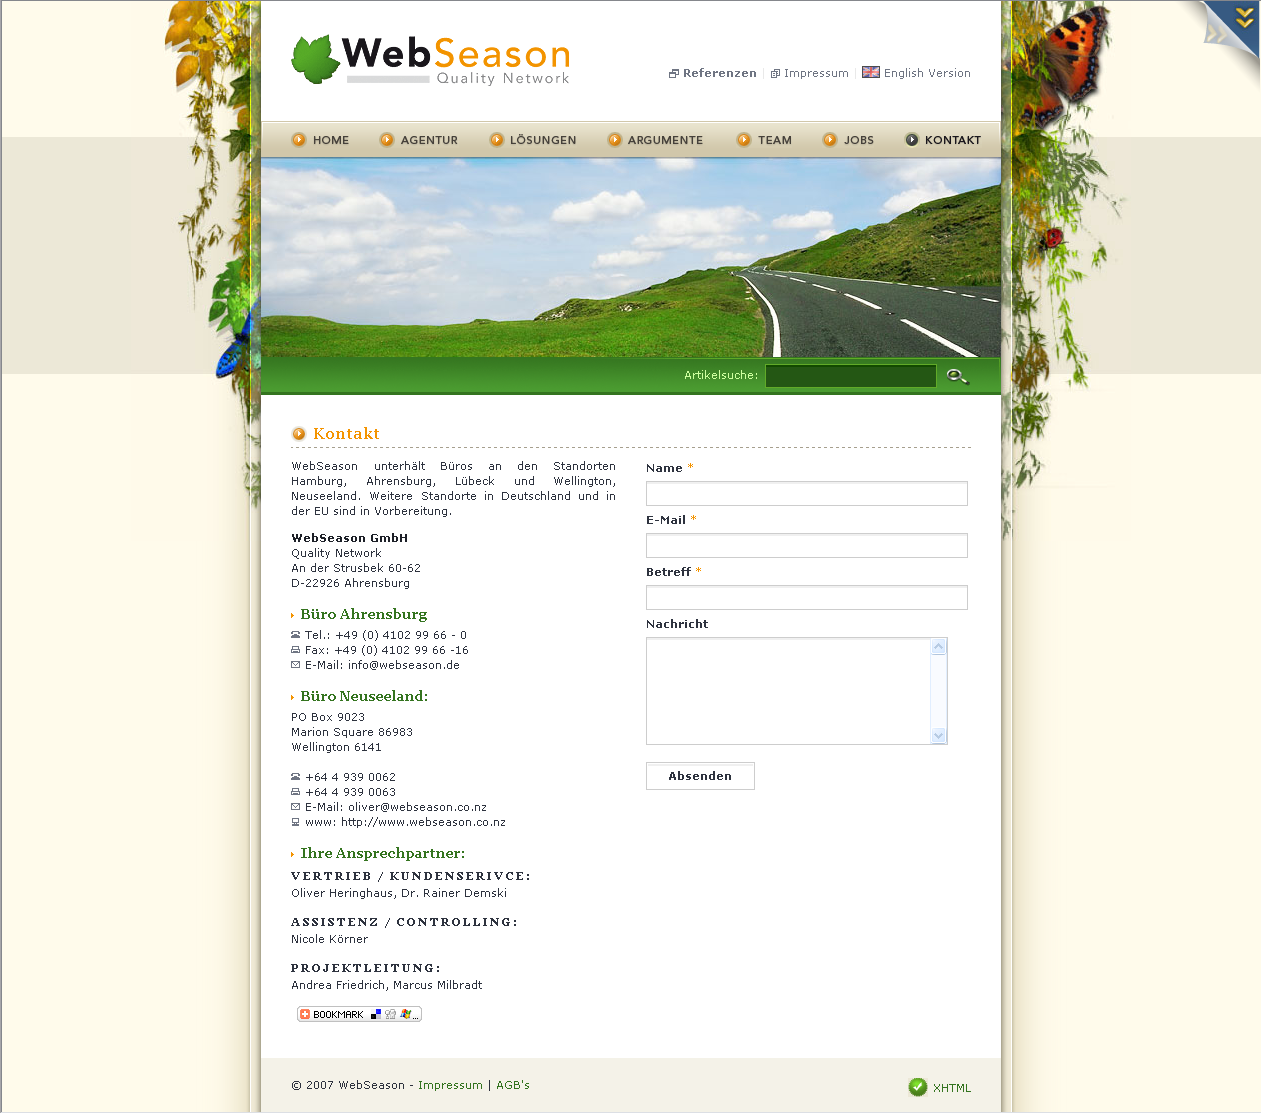 WebSeason
Quality Network
Referenzen | Impressum | English Version
HOME AGENTUR LÖSUNGEN ARGUMENTE TEAM JOBS KONTAKT
Artikelsuche:
Kontakt
WebSeason unterhält Büros an den Standorten
Hamburg, Ahrensburg, Lübeck und Wellington,
Neuseeland. Weitere Standorte in Deutschland und in
der EU sind in Vorbereitung.
WebSeason GmbH
Quality Network
An der Strusbek 60-62
D-22926 Ahrensburg
Büro Ahrensburg
Tel.: +49 (0) 4102 99 66 - 0
Fax: +49 (0) 4102 99 66 -16
E-Mail: info@webseason.de
Büro Neuseeland:
PO Box 9023
Marion Square 86983
Wellington 6141
+64 4 939 0062
+64 4 939 0063
E-Mail: oliver@webseason.co.nz
www: http://www.webseason.co.nz
Ihre Ansprechpartner:
VERTRIEB / KUNDENSERIVCE:
Oliver Heringhaus, Dr. Rainer Demski
ASSISTENZ / CONTROLLING:
Nicole Körner
PROJEKTLEITUNG:
Andrea Friedrich, Marcus Milbradt
BOOKMARK ...
Name *
E-Mail *
Betreff *
Nachricht
Absenden
© 2007 WebSeason - Impressum | AGB's
XHTML